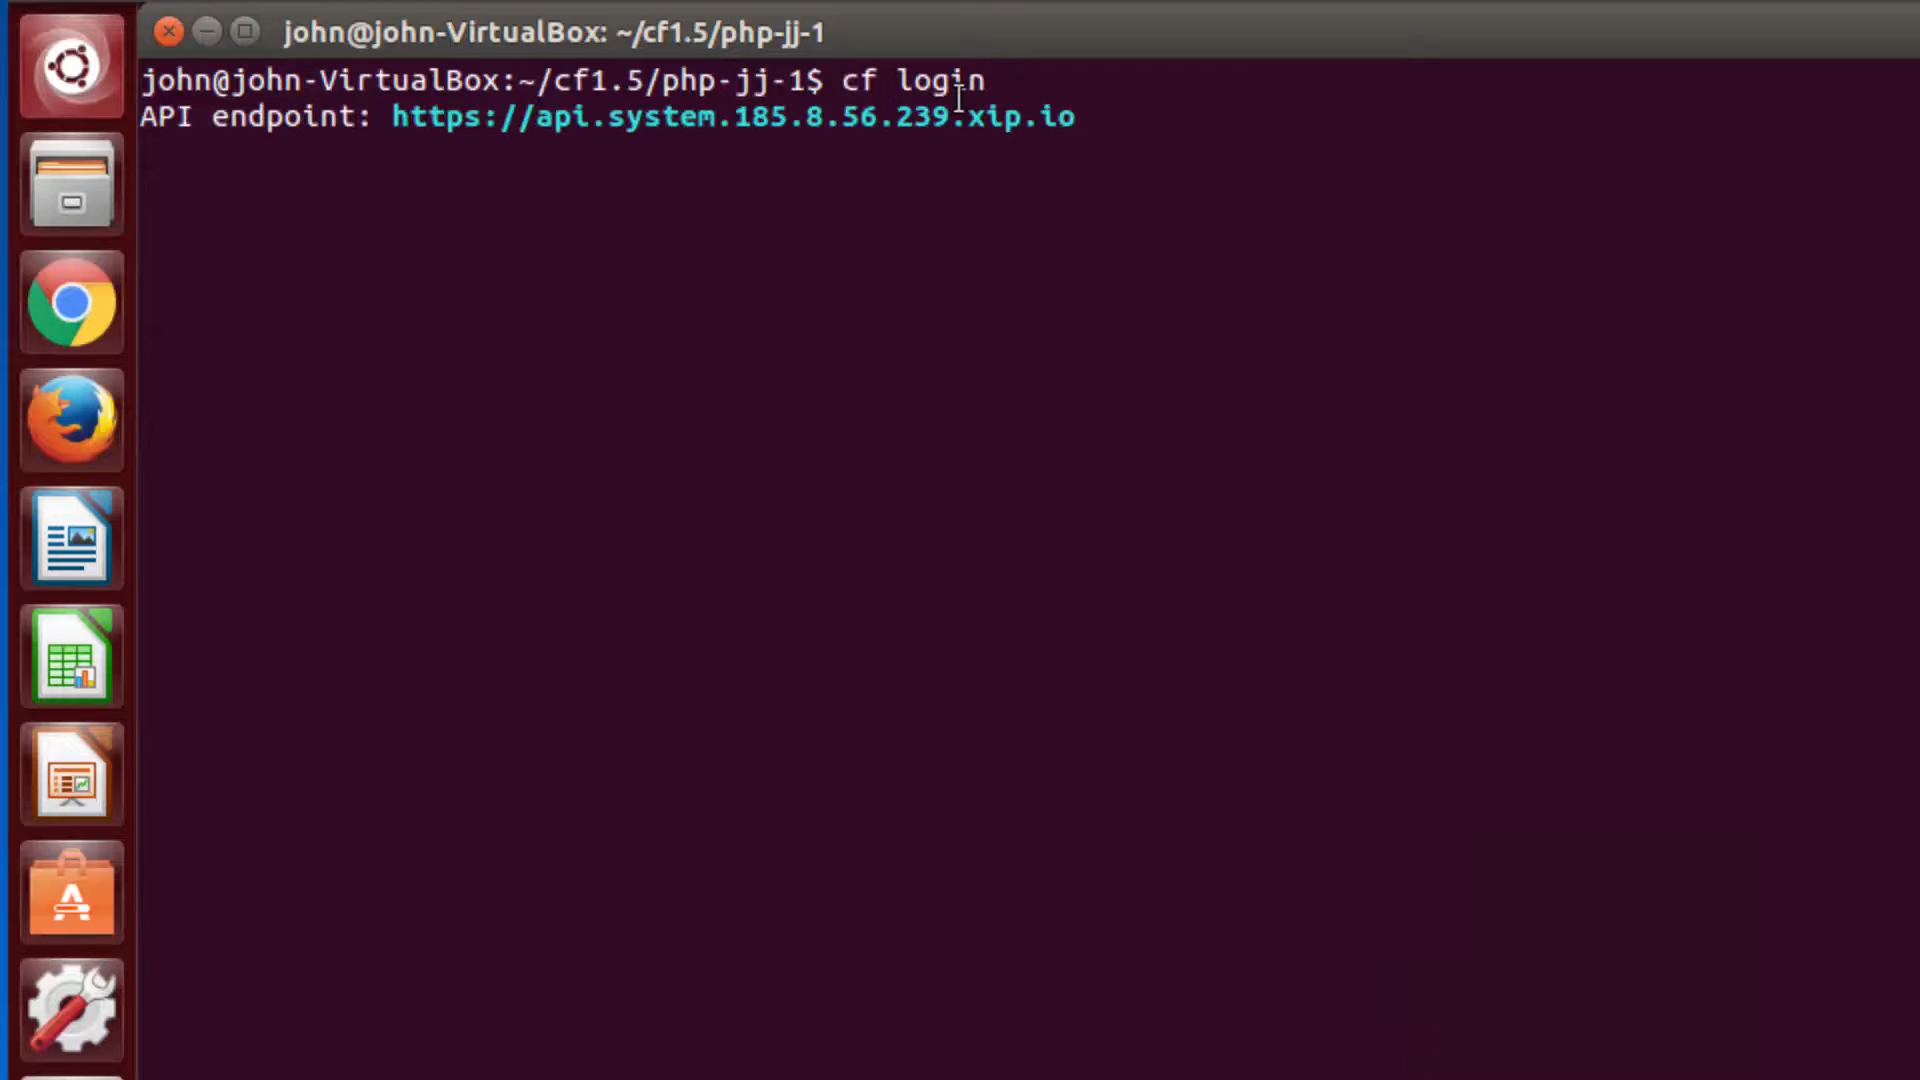 john@john-VirtualBox: ~/cf1.5/php-jj-1
john@john-VirtualBox:~/cf1.5/php-jj-1$ cf login
API endpoint: https://api.system.185.8.56.239.xip.io